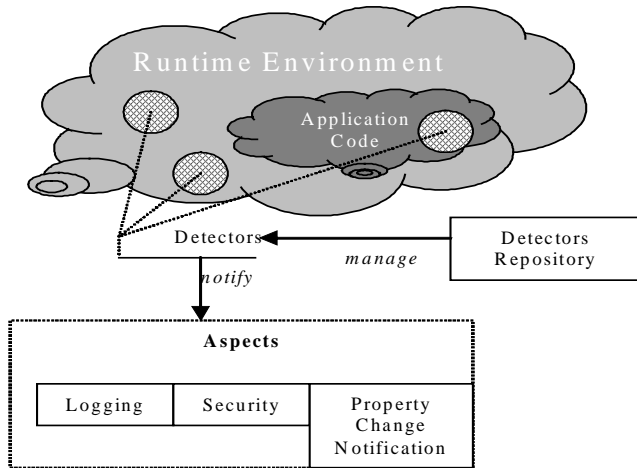 Runtime Environment
Application
Code
Detectors
manage
Detectors
Repository
notify
Aspects
Logging
Security
Property
Change
Notification